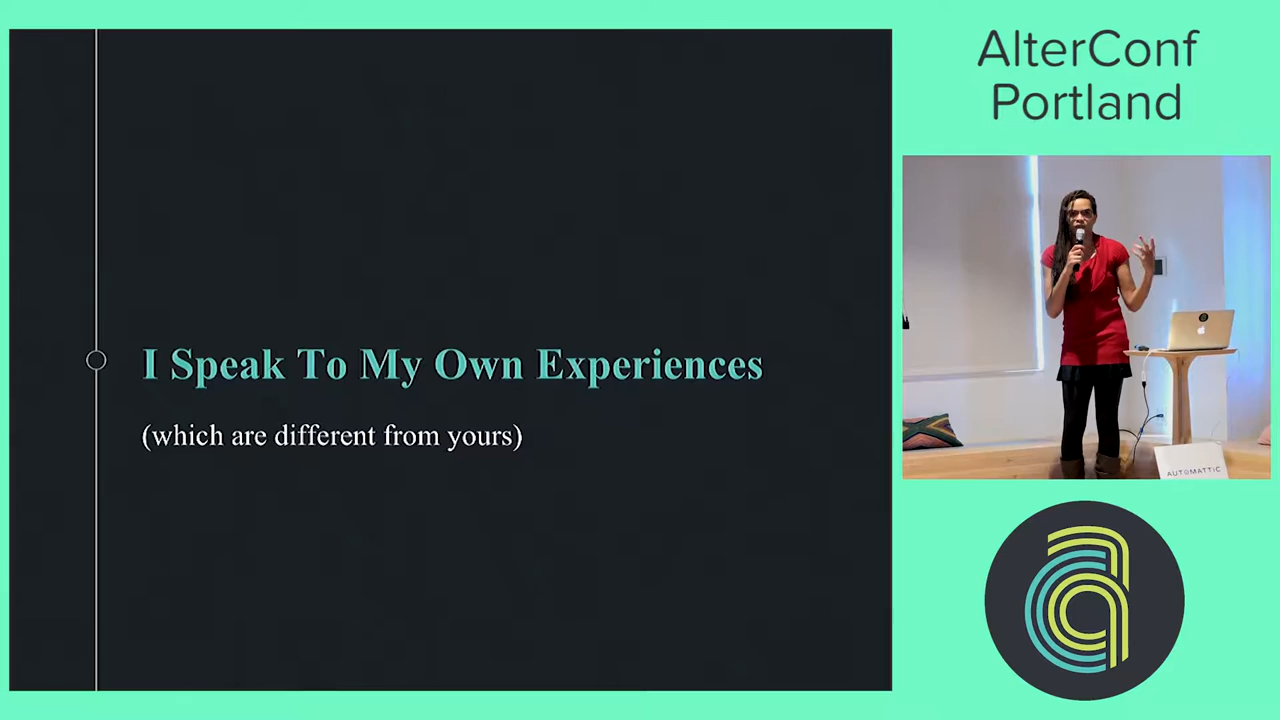 I Speak To My Own Experiences
(which are different from yours)
AlterConf
Portland
AUTOMATTIC